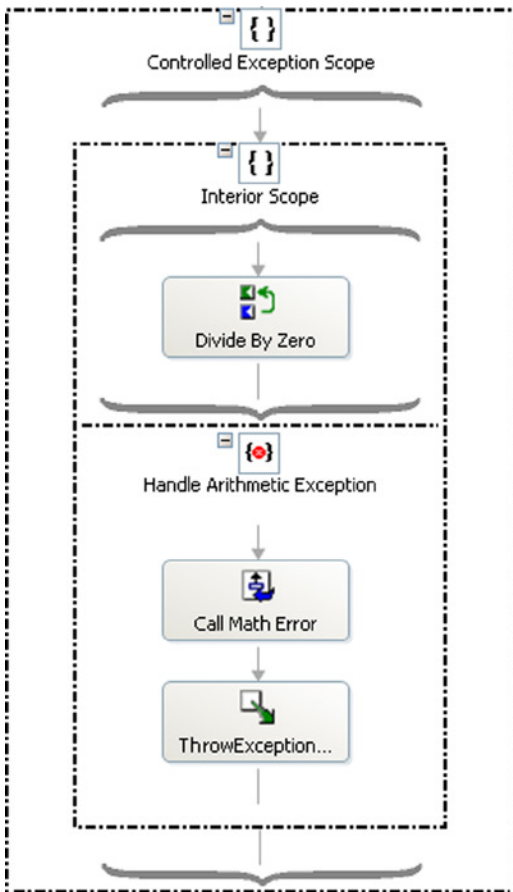 Controlled Exception Scope
Interior Scope
Divide By Zero
Handle Arithmetic Exception
Call Math Error
ThrowException...